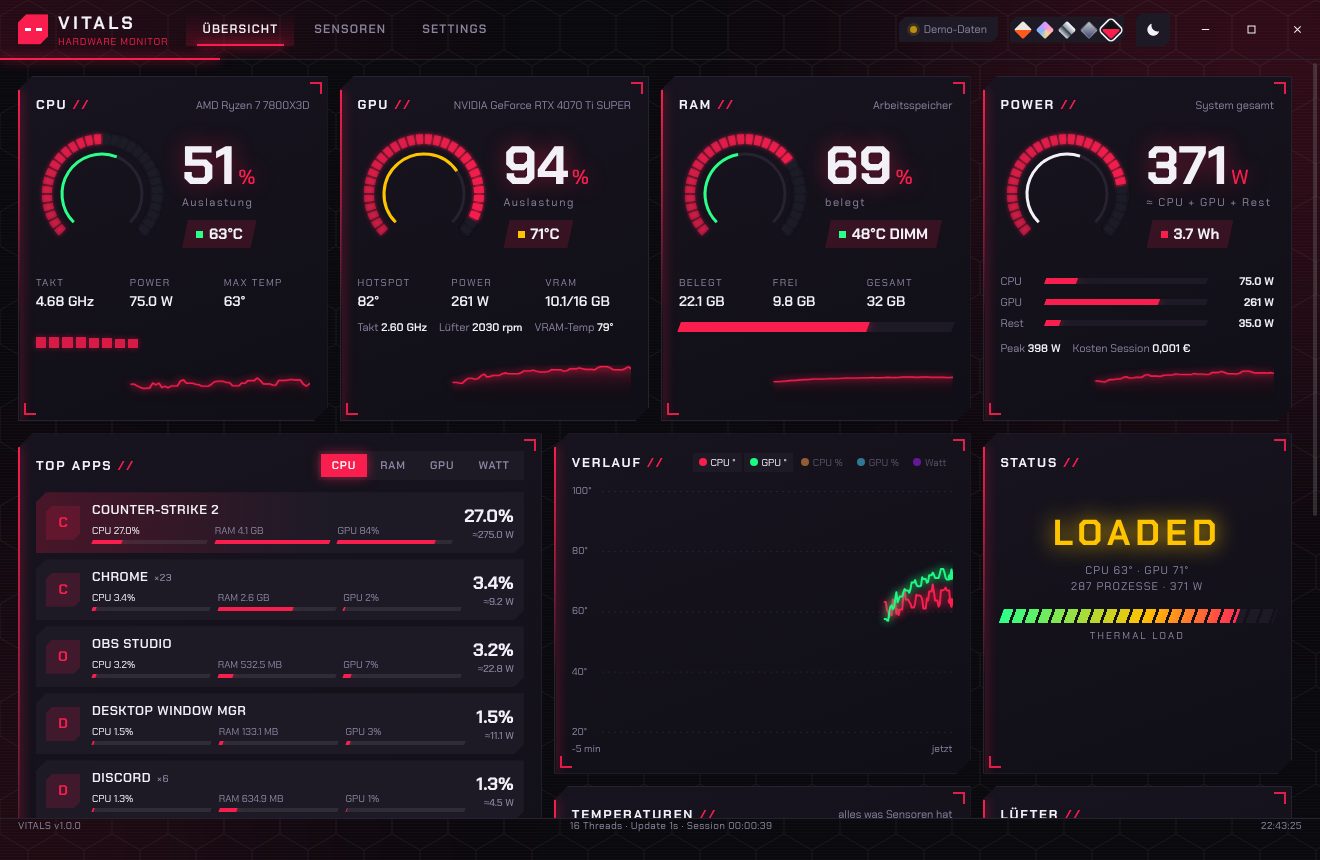 VITALS
HARDWARE MONITOR
ÜBERSICHT SENSOREN SETTINGS
Demo-Daten
CPU //
AMD Ryzen 7 7800X3D
51%
Auslastung
63°C
TAKT POWER MAX TEMP
4.68 GHz 75.0 W 63°
GPU //
NVIDIA GeForce RTX 4070 Ti SUPER
94%
Auslastung
71°C
HOTSPOT POWER VRAM
82° 261 W 10.1/16 GB
Takt 2.60 GHz Lüfter 2030 rpm VRAM-Temp 79°
RAM //
Arbeitsspeicher
69%
belegt
48°C DIMM
BELEGT FREI GESAMT
22.1 GB 9.8 GB 32 GB
POWER //
System gesamt
371 W
≈ CPU + GPU + Rest
3.7 Wh
CPU 75.0 W
GPU 261 W
Rest 35.0 W
Peak 398 W Kosten Session 0,001 €
TOP APPS //
CPU RAM GPU WATT
C
COUNTER-STRIKE 2
CPU 27.0% RAM 4.1 GB GPU 84%
27.0%
≈275.0 W
C
CHROME ×23
CPU 3.4% RAM 2.6 GB GPU 2%
3.4%
≈9.2 W
O
OBS STUDIO
CPU 3.2% RAM 532.5 MB GPU 7%
3.2%
≈22.8 W
D
DESKTOP WINDOW MGR
CPU 1.5% RAM 133.1 MB GPU 3%
1.5%
≈11.1 W
D
DISCORD ×6
CPU 1.3% RAM 634.9 MB GPU 1%
1.3%
≈4.5 W
VERLAUF //
CPU ° GPU ° CPU % GPU % Watt
100°
80°
60°
40°
20°
-5 min jetzt
STATUS //
LOADED
CPU 63° · GPU 71°
287 PROZESSE · 371 W
THERMAL LOAD
TEMPERATUREN //
alles was Sensoren hat
LÜFTER //
VITALS v1.0.0
16 Threads · Update 1s · Session 00:00:39
22:43:25